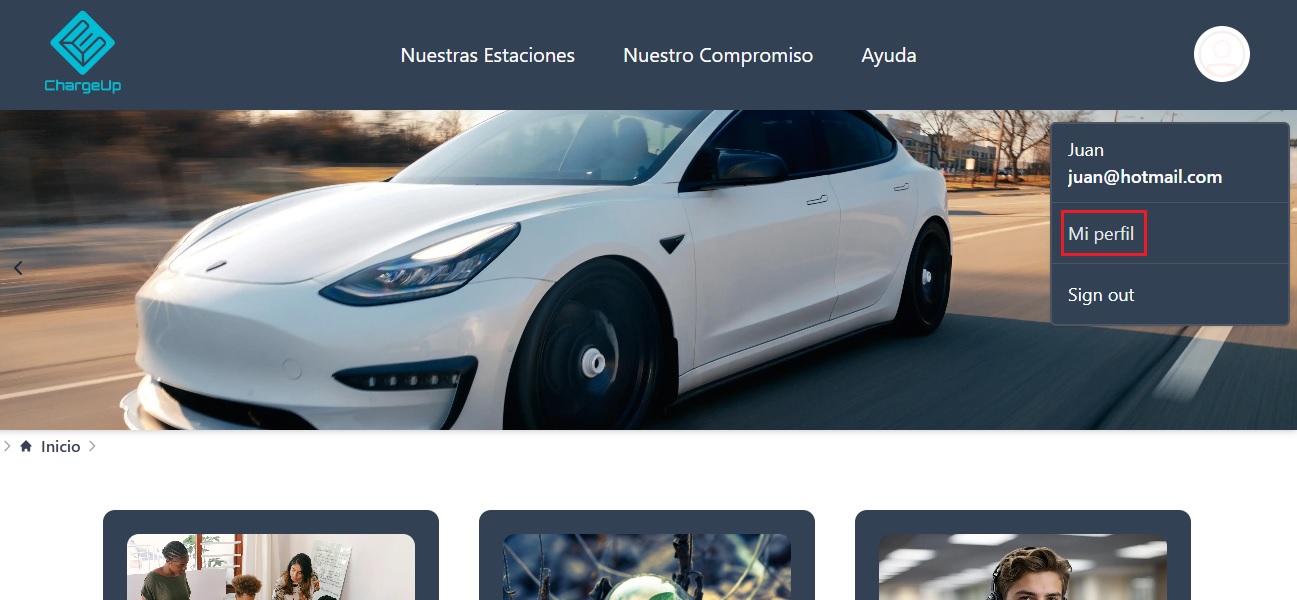 ChargeUp
Nuestras Estaciones
Nuestro Compromiso
Ayuda
Juan
juan@hotmail.com
Mi perfil
Sign out
Inicio